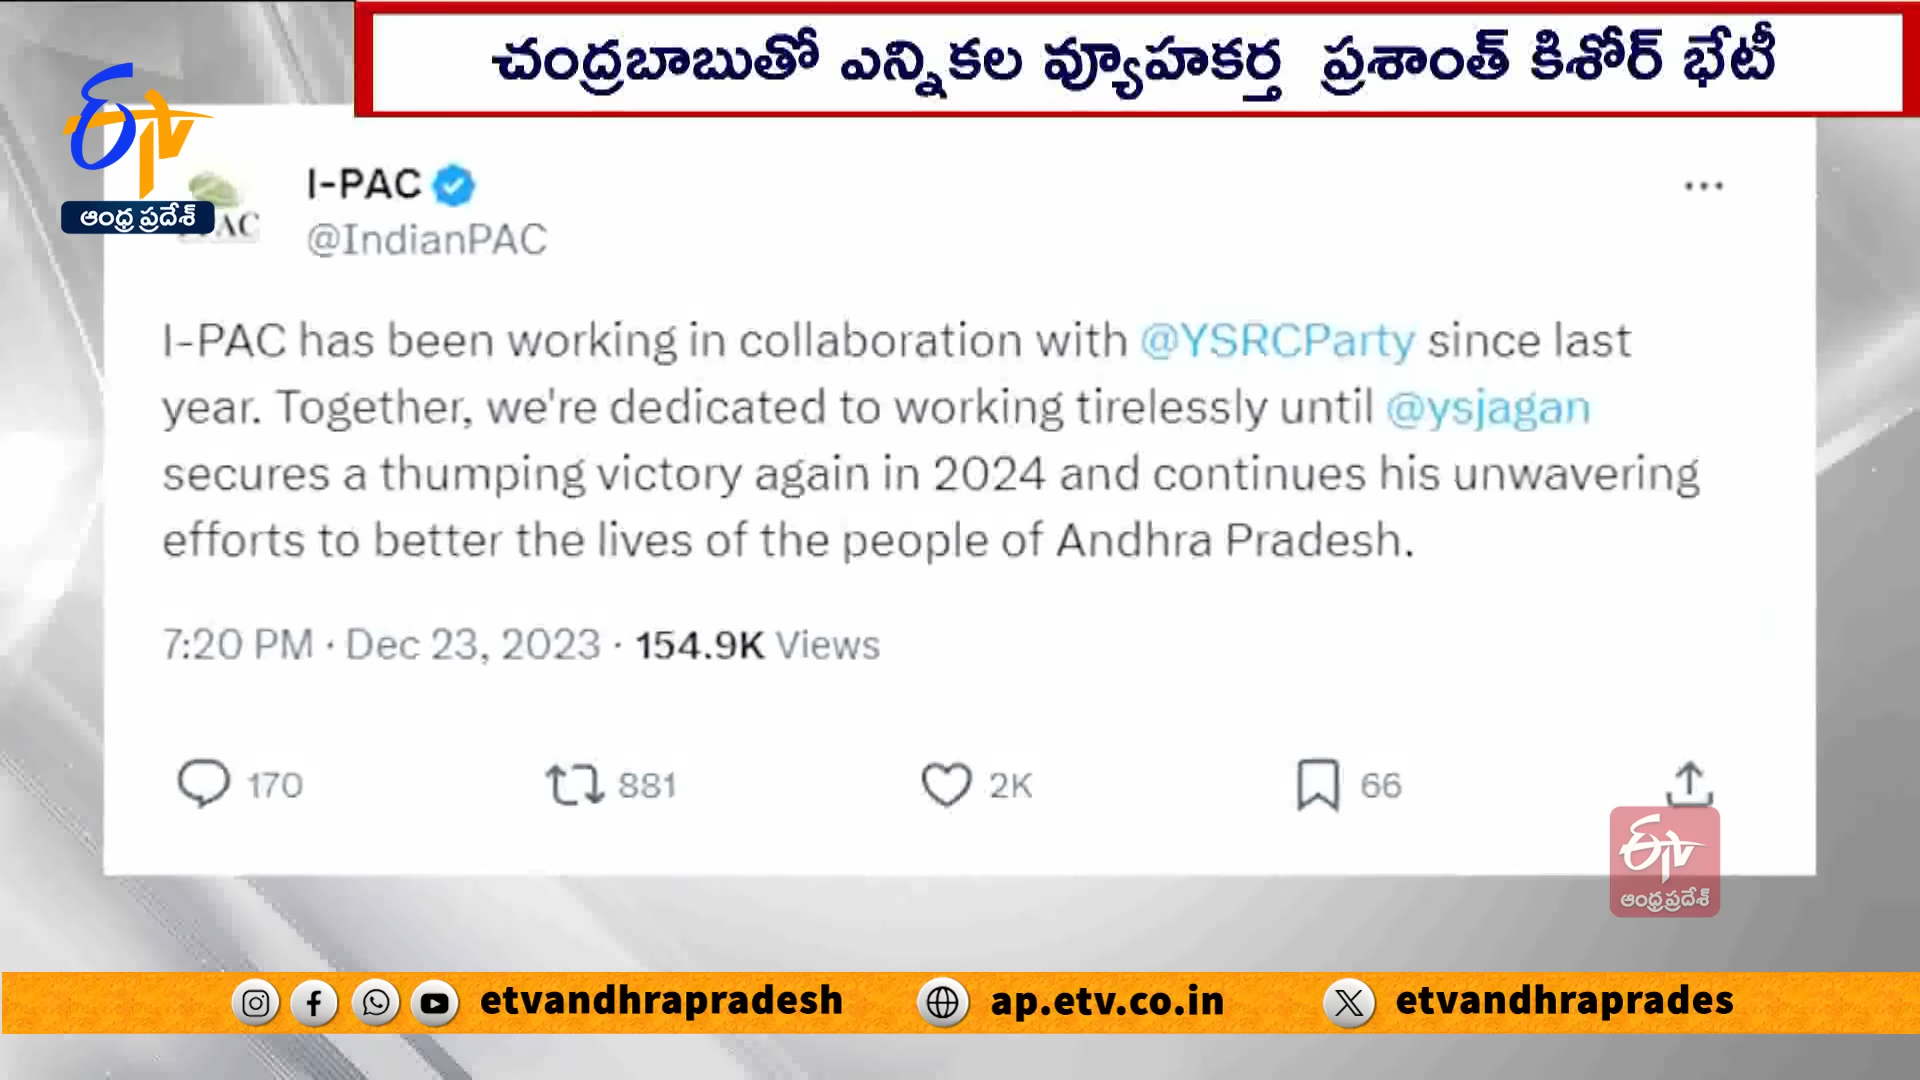 చంద్రబాబుతో ఎన్నికల వ్యూహకర్త ప్రశాంత్ కిశోర్ భేటీ
ETV
ఆంధ్ర ప్రదేశ్
AC
I-PAC
@IndianPAC
I-PAC has been working in collaboration with @YSRCParty since last
year. Together, we're dedicated to working tirelessly until @ysjagan
secures a thumping victory again in 2024 and continues his unwavering
efforts to better the lives of the people of Andhra Pradesh.
7:20 PM · Dec 23, 2023 · 154.9K Views
170 881 2K 66
ETV
ఆంధ్రప్రదేశ్
etvandhrapradesh ap.etv.co.in etvandhraprades